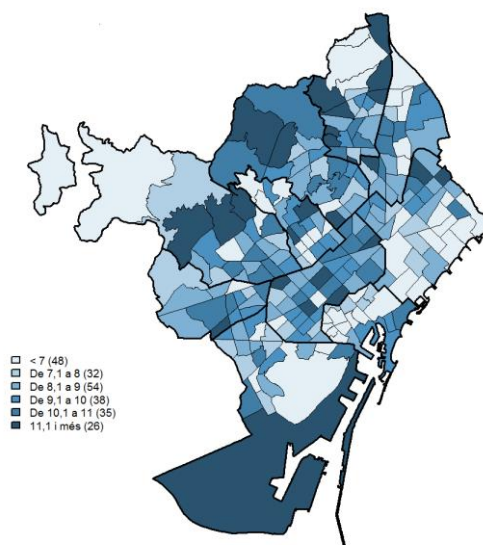 < 7 (48)
De 7,1 a 8 (32)
De 8,1 a 9 (54)
De 9,1 a 10 (38)
De 10,1 a 11 (35)
11,1 i més (26)